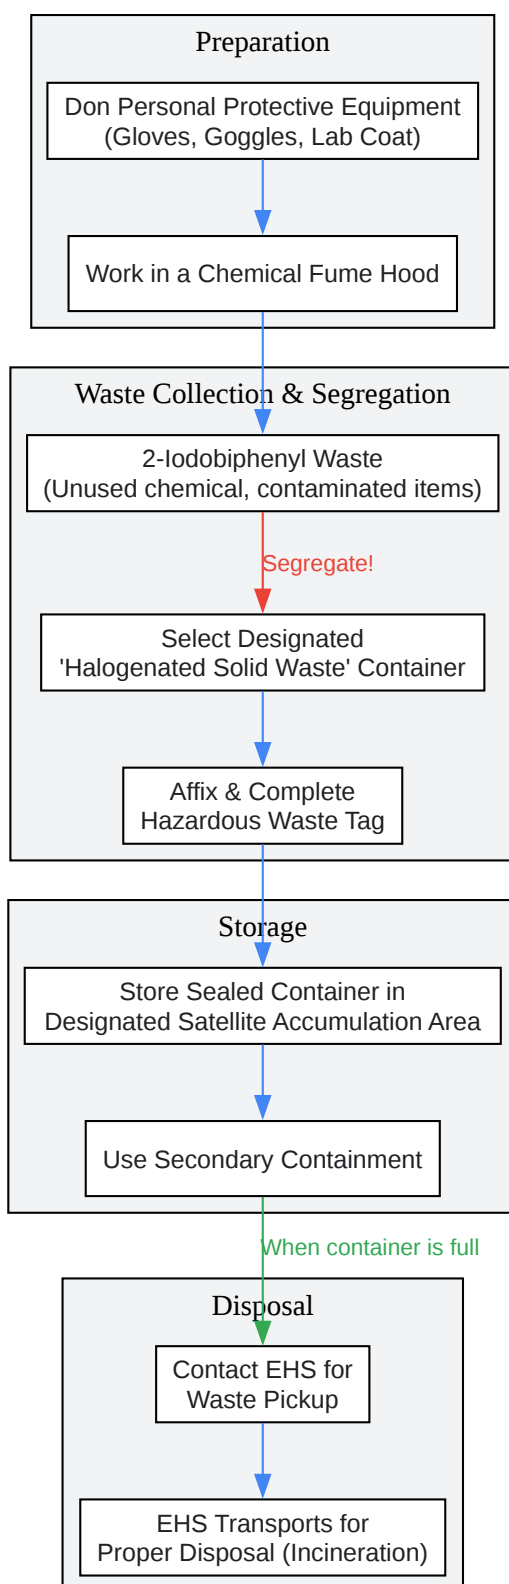 Preparation
Don Personal Protective Equipment
(Gloves, Goggles, Lab Coat)
Work in a Chemical Fume Hood
Waste Collection & Segregation
2-Iodobiphenyl Waste
(Unused chemical, contaminated items)
Segregate!
Select Designated
'Halogenated Solid Waste' Container
Affix & Complete
Hazardous Waste Tag
Storage
Store Sealed Container in
Designated Satellite Accumulation Area
Use Secondary Containment
When container is full
Disposal
Contact EHS for
Waste Pickup
EHS Transports for
Proper Disposal (Incineration)